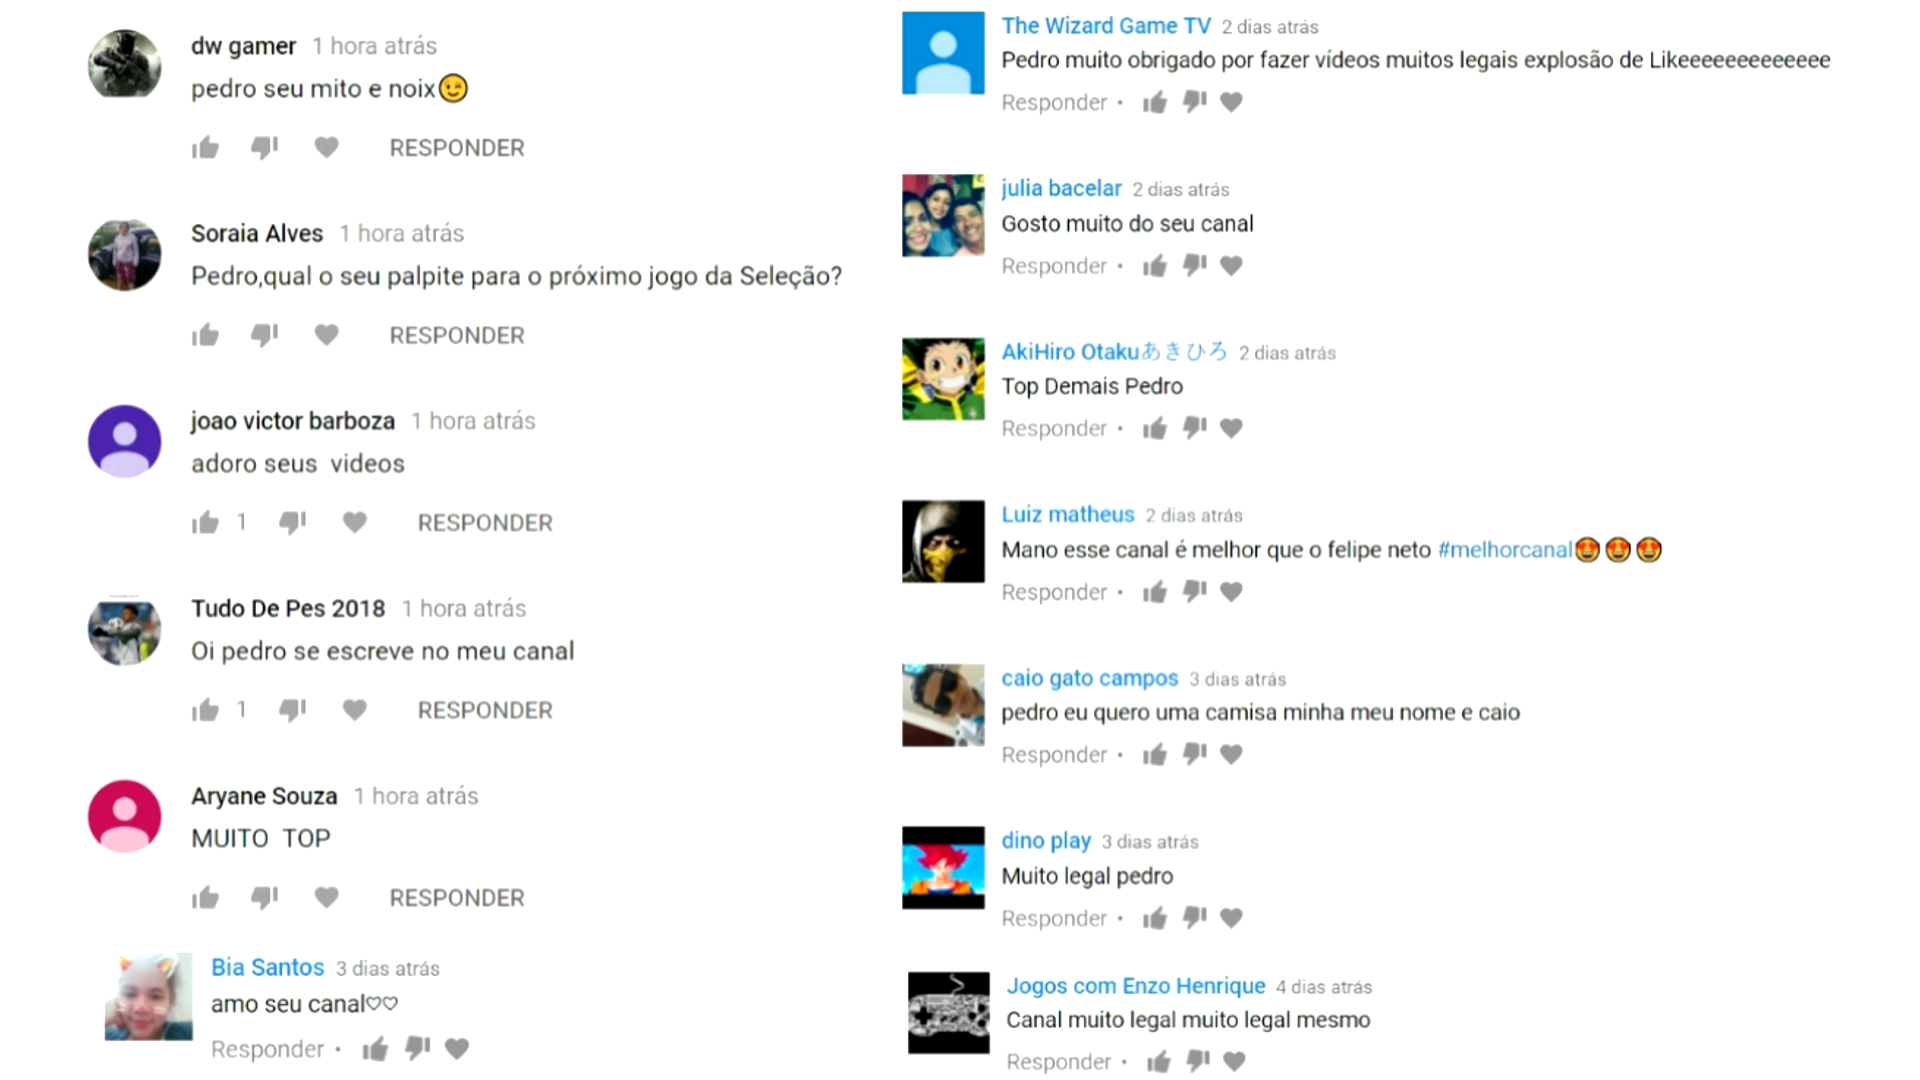 dw gamer 1 hora atrás
pedro seu mito e noix😉
RESPONDER
Soraia Alves 1 hora atrás
Pedro,qual o seu palpite para o próximo jogo da Seleção?
RESPONDER
joao victor barboza 1 hora atrás
adoro seus  videos
1 RESPONDER
Tudo De Pes 2018 1 hora atrás
Oi pedro se escreve no meu canal
1 RESPONDER
Aryane Souza 1 hora atrás
MUITO  TOP
RESPONDER
Bia Santos 3 dias atrás
amo seu canal♡♡
Responder •
The Wizard Game TV 2 dias atrás
Pedro muito obrigado por fazer vídeos muitos legais explosão de Likeeeeeeeeeeeee
Responder •
julia bacelar 2 dias atrás
Gosto muito do seu canal
Responder •
AkiHiro Otakuあきひろ 2 dias atrás
Top Demais Pedro
Responder •
Luiz matheus 2 dias atrás
Mano esse canal é melhor que o felipe neto #melhorcanal😍😍😍
Responder •
caio gato campos 3 dias atrás
pedro eu quero uma camisa minha meu nome e caio
Responder •
dino play 3 dias atrás
Muito legal pedro
Responder •
Jogos com Enzo Henrique 4 dias atrás
Canal muito legal muito legal mesmo
Responder •